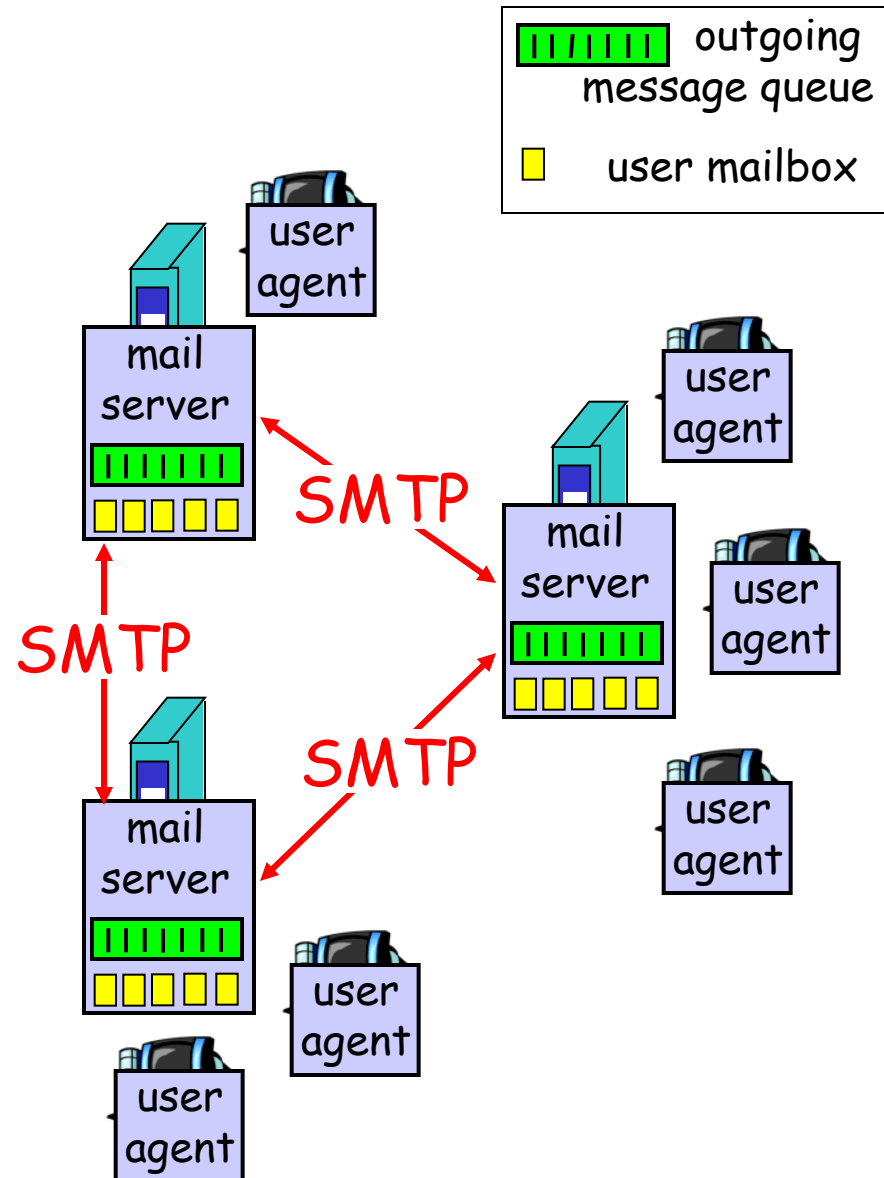 outgoing
message queue
user mailbox
user
agent
mail
server
user
agent
SMTP
mail
server
user
agent
SMTP
SMTP
user
agent
mail
server
user
agent
user
agent